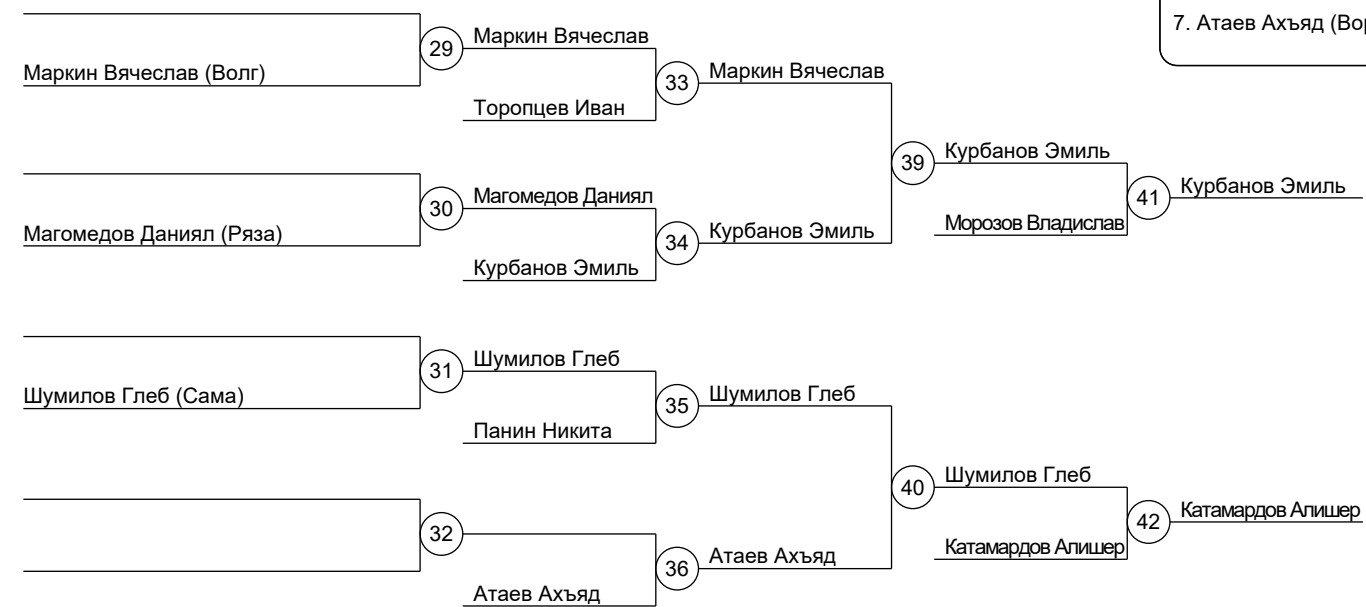 7. Атаев Ахъяд
29
Маркин Вячеслав
Маркин Вячеслав (Волг)
33
Маркин Вячеслав
Торопцев Иван
39
Курбанов Эмиль
30
Магомедов Даниял
41
Курбанов Эмиль
Магомедов Даниял (Ряза)
34
Курбанов Эмиль
Морозов Владислав
Курбанов Эмиль
31
Шумилов Глеб
Шумилов Глеб (Сама)
35
Шумилов Глеб
Панин Никита
40
Шумилов Глеб
32
42
Катамардов Алишер
Катамардов Алишер
36
Атаев Ахъяд
Атаев Ахъяд